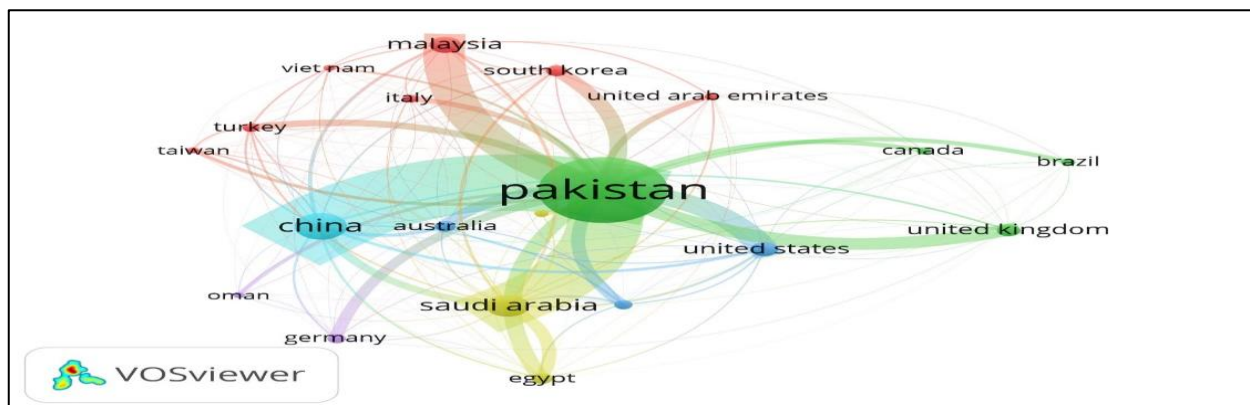 malaysia
viet nam
south korea
italy
united arab emirates
turkey
taiwan
canada
brazil
pakistan
china
australia
united kingdom
united states
oman
saudi arabia
germany
egypt
VOSviewer